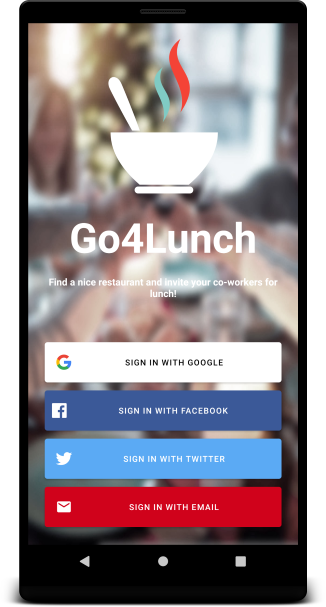 Go4Lunch
Find a nice restaurant and invite your co-workers for
lunch!
SIGN IN WITH GOOGLE
SIGN IN WITH FACEBOOK
SIGN IN WITH TWITTER
SIGN IN WITH EMAIL